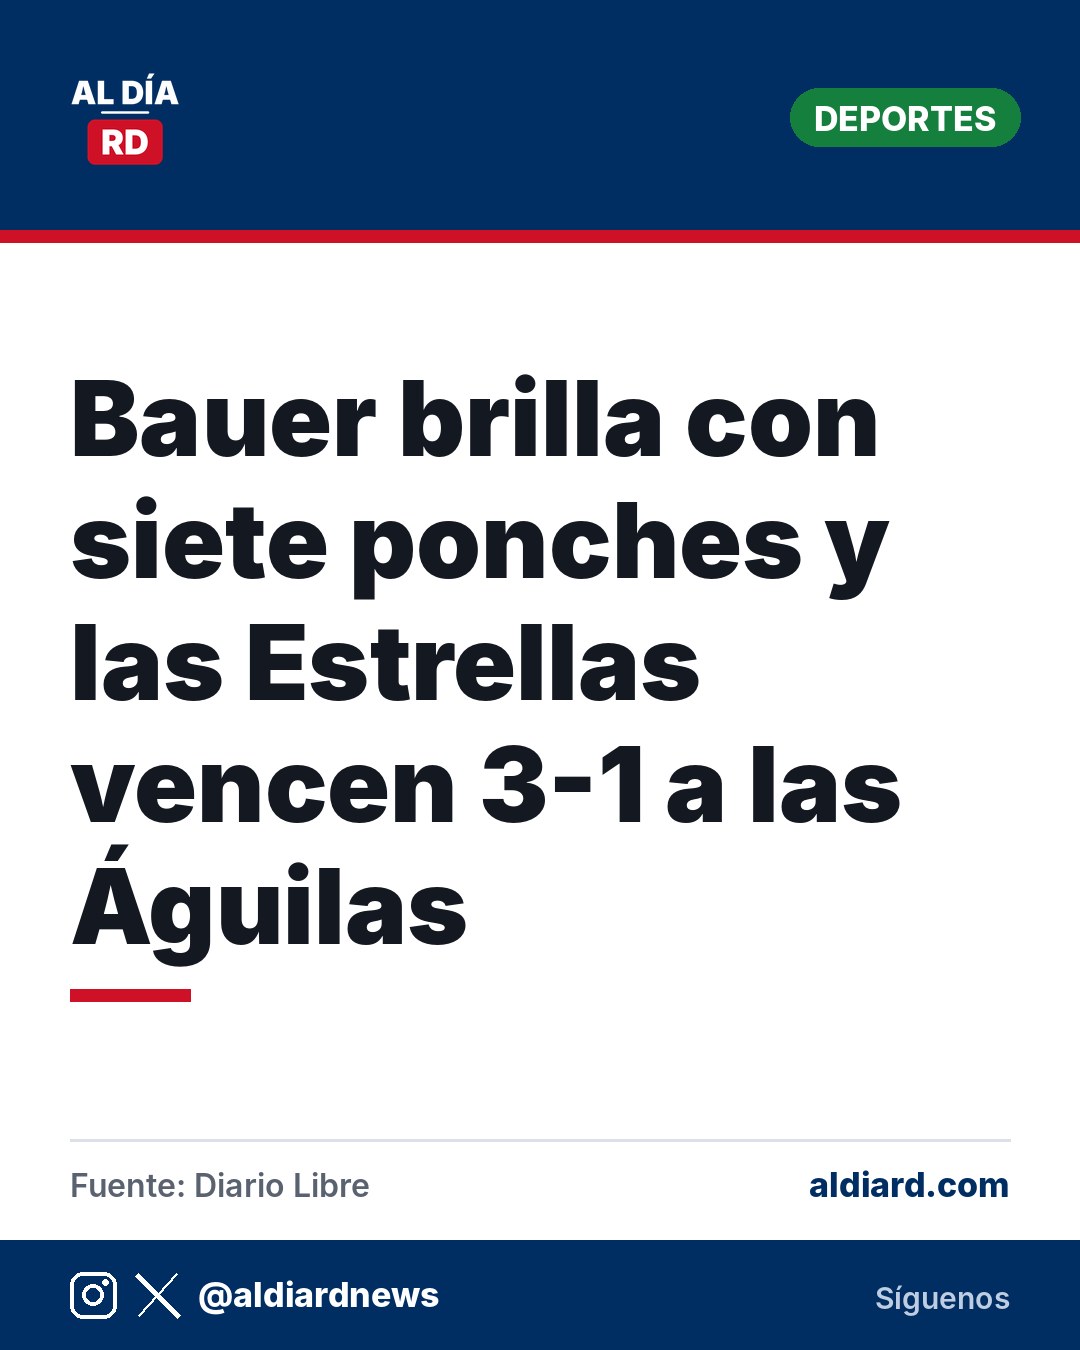 AL DÍA
RD
DEPORTES
Bauer brilla con
siete ponches y
las Estrellas
vencen 3-1 a las
Águilas
Fuente: Diario Libre
aldiard.com
@aldiardnews
Síguenos